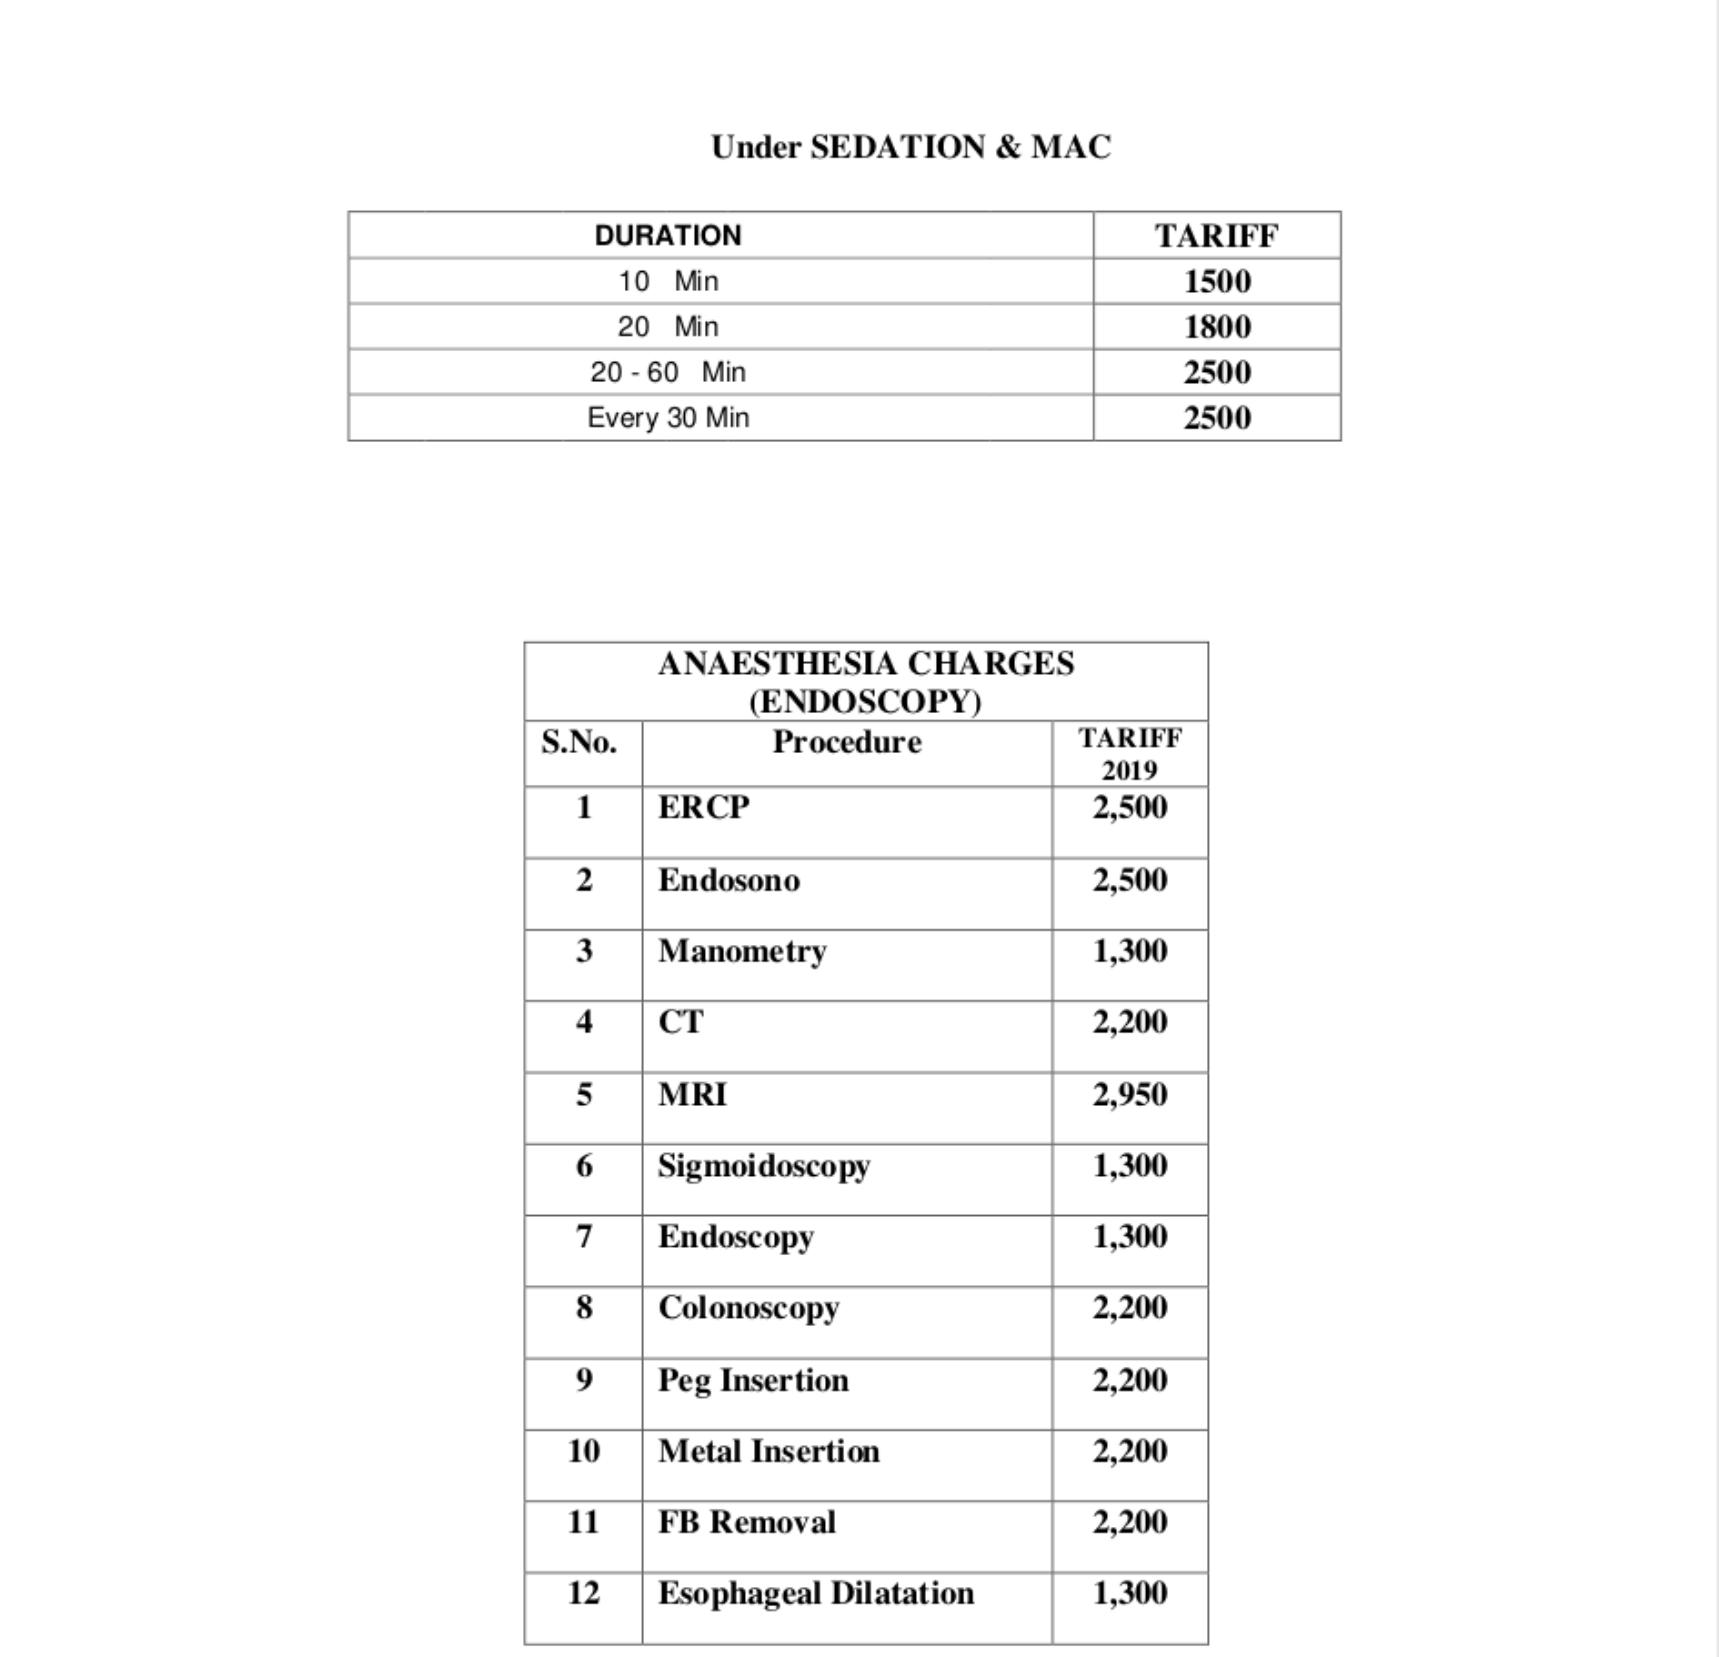 Under SEDATION & MAC
DURATION TARIFF
10 Min 1500
20 Min 1800
20 - 60 Min 2500
Every 30 Min 2500
ANAESTHESIA CHARGES
(ENDOSCOPY)
S.No. Procedure TARIFF
2019
1 ERCP 2,500
2 Endosono 2,500
3 Manometry 1,300
4 CT 2,200
5 MRI 2,950
6 Sigmoidoscopy 1,300
7 Endoscopy 1,300
8 Colonoscopy 2,200
9 Peg Insertion 2,200
10 Metal Insertion 2,200
11 FB Removal 2,200
12 Esophageal Dilatation 1,300